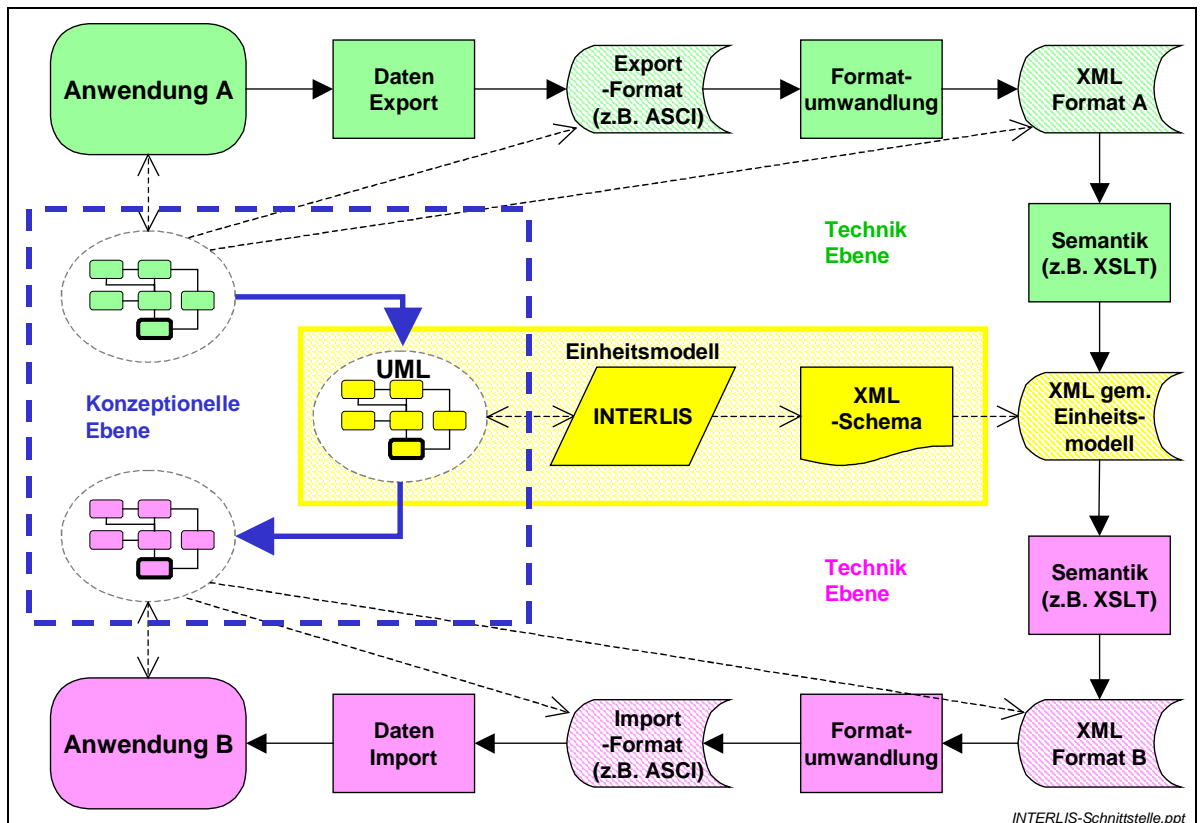 Anwendung A
Daten
Export
Export
-Format
(z.B. ASCI)
Format-
umwandlung
XML
Format A
Technik
Ebene
Semantik
(z.B. XSLT)
Einheitsmodell
UML
Konzeptionelle
Ebene
INTERLIS
XML
-Schema
XML gem.
Einheits-
modell
Technik
Ebene
Semantik
(z.B. XSLT)
Anwendung B
Daten
Import
Import
-Format
(z.B. ASCI)
Format-
umwandlung
XML
Format B
INTERLIS-Schnittstelle.ppt